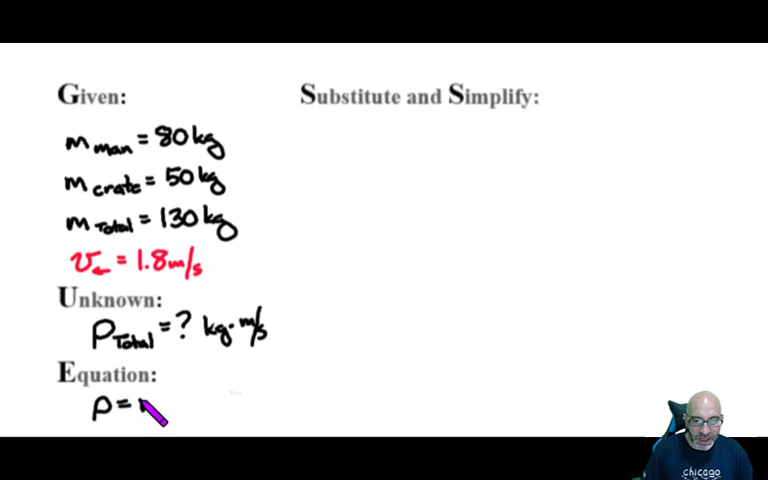 Given:
m man = 80 kg
m crate = 50 kg
m Total = 130 kg
v← = 1.8 m/s
Unknown:
p Total = ? kg·m/s
Equation:
p =
Substitute and Simplify:
chicago